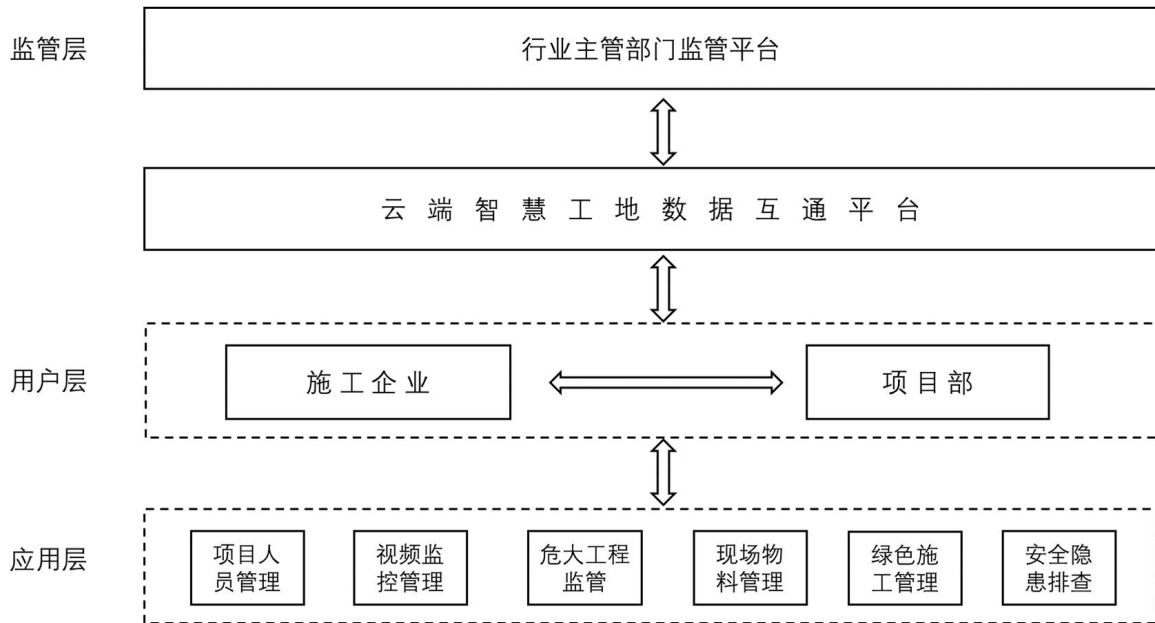 监管层
行业主管部门监管平台
云端智慧工地数据互通平台
用户层
施工企业
项目部
应用层
项目人
员管理
视频监
控管理
危大工程
监管
现场物
料管理
绿色施
工管理
安全隐
患排查